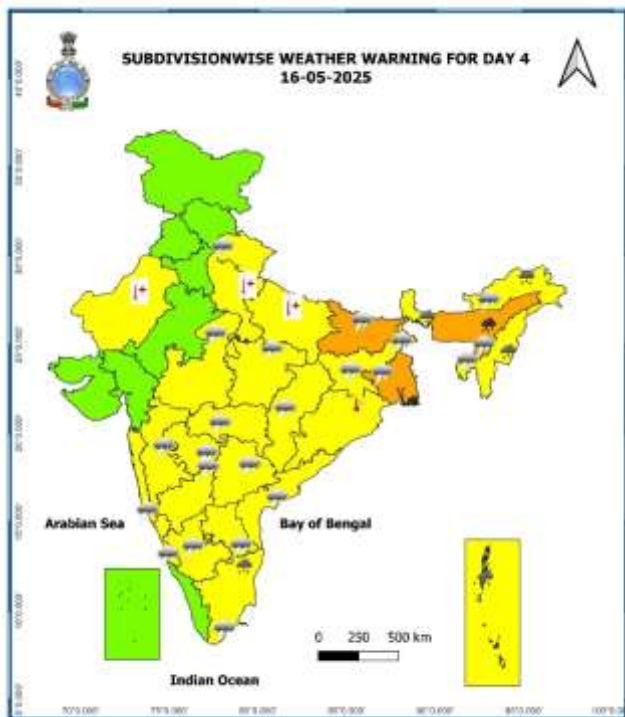 SUBDIVISIONWISE WEATHER WARNING FOR DAY 4
16-05-2025
Arabian Sea
Bay of Bengal
0 250 500 km
Indian Ocean